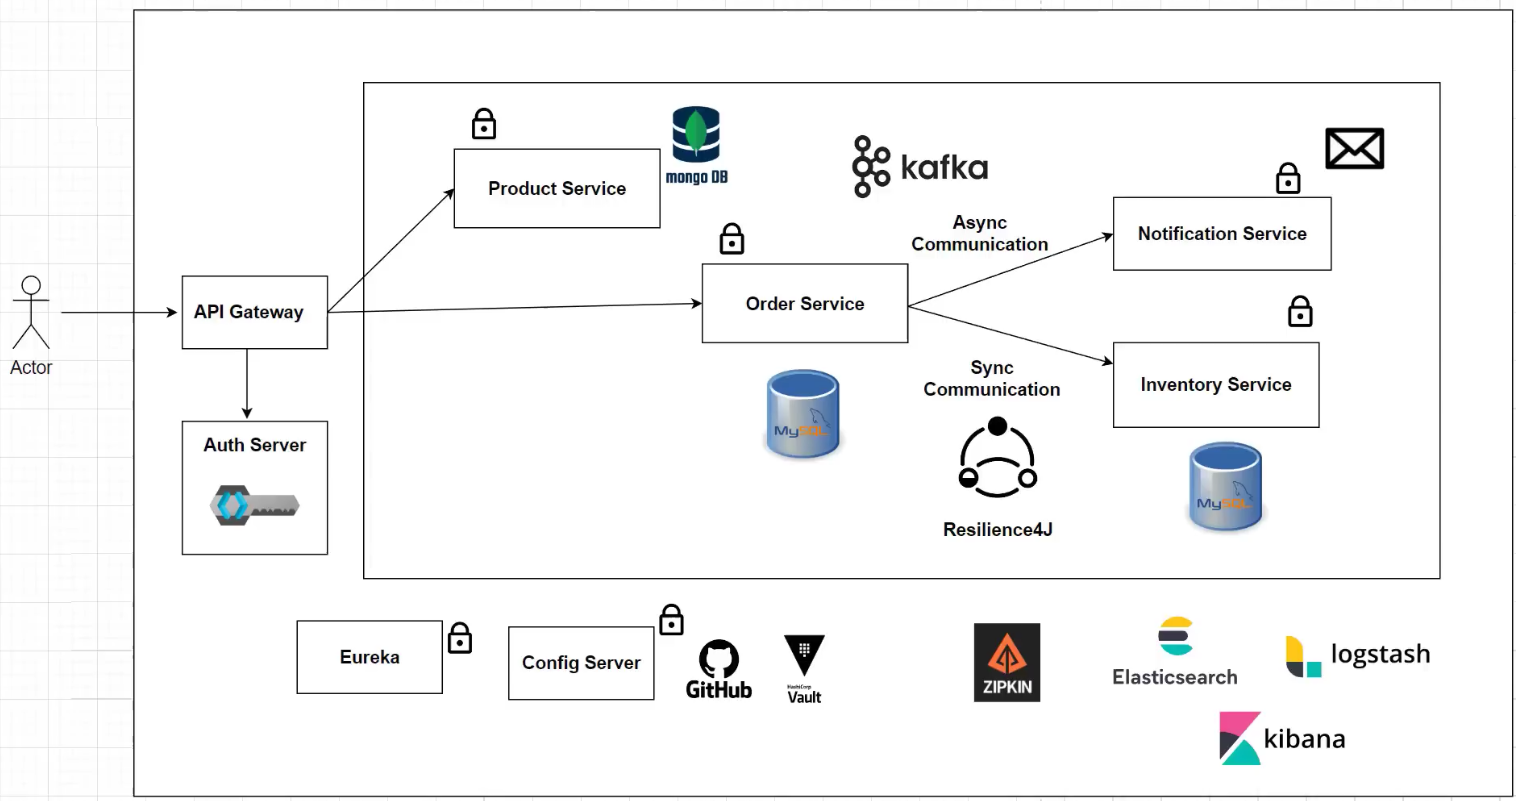 Product Service
mongo DB
kafka
Async
Communication
Notification Service
Order Service
API Gateway
Actor
Sync
Communication
Inventory Service
Auth Server
MySQL
MySQL
Resilience4J
Eureka
Config Server
GitHub
HashiCorp
Vault
ZIPKIN
Elasticsearch
logstash
kibana